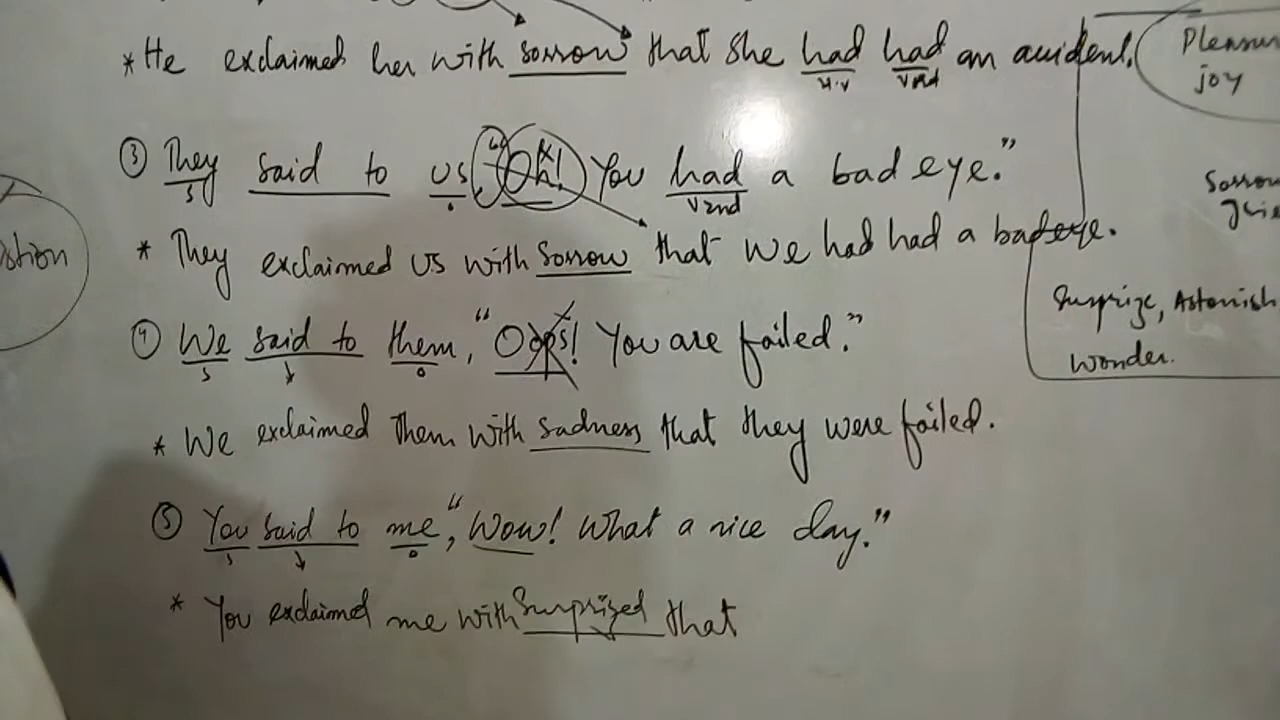 * He exclaimed her with sorrow that she had had an accident.
H.V V3rd
Pleasure
joy
③ They said to us, "Oh! You had a bad eye."
S O V2nd
Sorrow
* They exclaimed us with sorrow that we had had a bad eye.
Surprize, Astonish
wonder.
④ We said to them, "Oops! You are failed."
S O
* We exclaimed them with sadness that they were failed.
⑤ You said to me, "Wow! What a nice day."
S O
* You exclaimed me with Surprized that